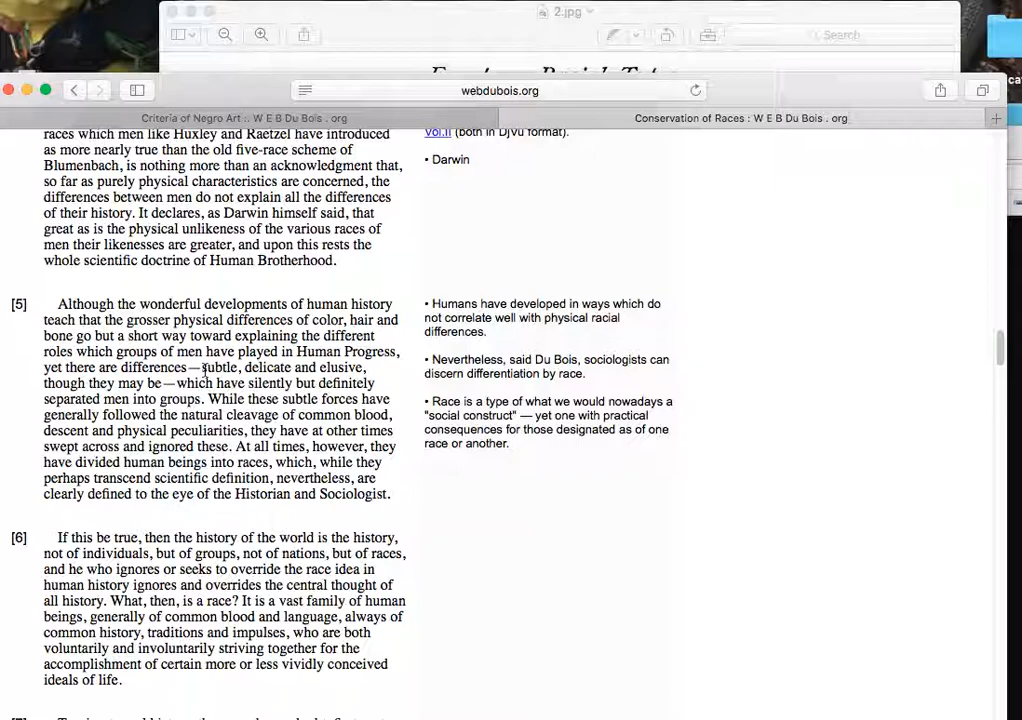 2.jpg
Search
webdubois.org
Criteria of Negro Art .. W E B Du Bois . org
Conservation of Races : W E B Du Bois . org
races which men like Huxley and Raetzel have introduced
as more nearly true than the old five-race scheme of
Blumenbach, is nothing more than an acknowledgment that,
so far as purely physical characteristics are concerned, the
differences between men do not explain all the differences
of their history. It declares, as Darwin himself said, that
great as is the physical unlikeness of the various races of
men their likenesses are greater, and upon this rests the
whole scientific doctrine of Human Brotherhood.
Vol.II (both in DjVu format).
• Darwin
[5] Although the wonderful developments of human history
teach that the grosser physical differences of color, hair and
bone go but a short way toward explaining the different
roles which groups of men have played in Human Progress,
yet there are differences—subtle, delicate and elusive,
though they may be—which have silently but definitely
separated men into groups. While these subtle forces have
generally followed the natural cleavage of common blood,
descent and physical peculiarities, they have at other times
swept across and ignored these. At all times, however, they
have divided human beings into races, which, while they
perhaps transcend scientific definition, nevertheless, are
clearly defined to the eye of the Historian and Sociologist.
• Humans have developed in ways which do
not correlate well with physical racial
differences.
• Nevertheless, said Du Bois, sociologists can
discern differentiation by race.
• Race is a type of what we would nowadays a
"social construct" — yet one with practical
consequences for those designated as of one
race or another.
[6] If this be true, then the history of the world is the history,
not of individuals, but of groups, not of nations, but of races,
and he who ignores or seeks to override the race idea in
human history ignores and overrides the central thought of
all history. What, then, is a race? It is a vast family of human
beings, generally of common blood and language, always of
common history, traditions and impulses, who are both
voluntarily and involuntarily striving together for the
accomplishment of certain more or less vividly conceived
ideals of life.